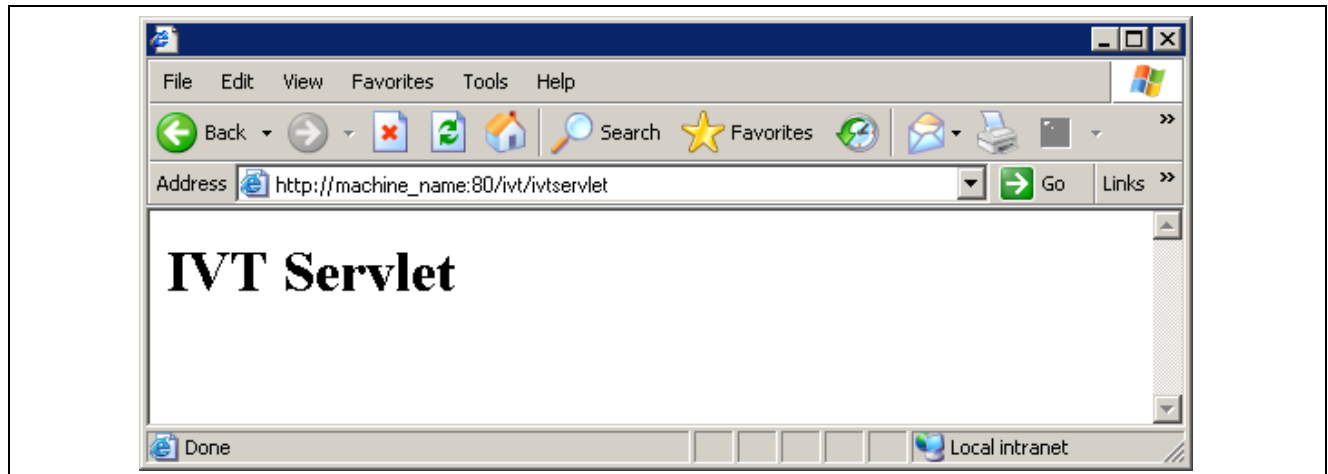 File Edit View Favorites Tools Help
Back Search Favorites »
Address http://machine_name:80/ivt/ivtservlet Go Links »
IVT Servlet
Done Local intranet